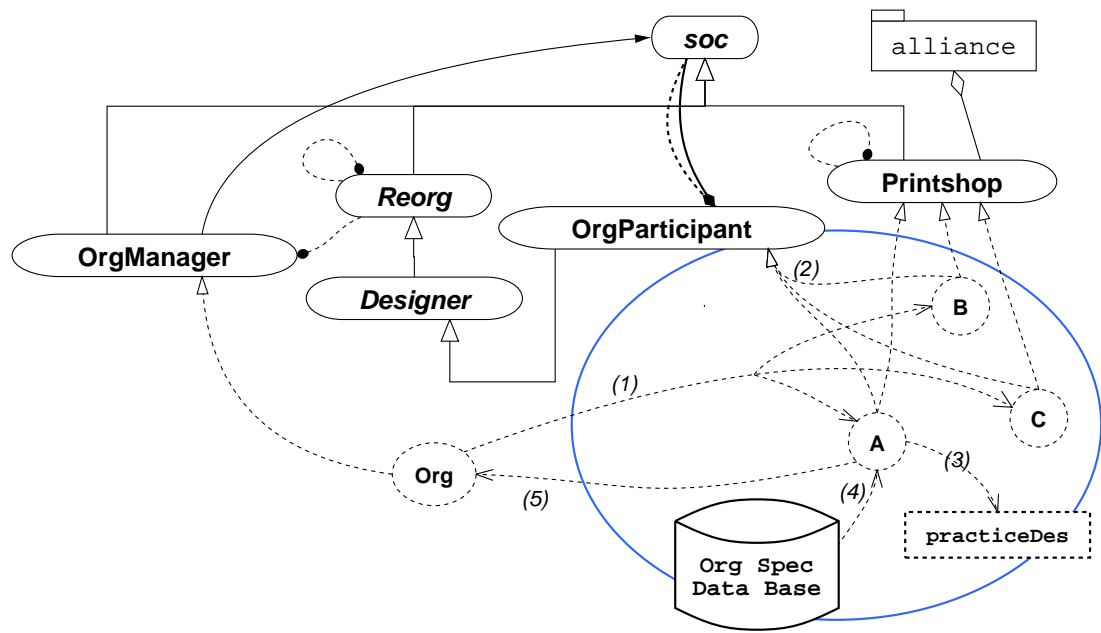 soc
alliance
Reorg
Printshop
OrgParticipant
OrgManager
Designer
(2)
B
(1)
C
A
Org
(3)
(4)
(5)
practiceDes
Org Spec
Data Base